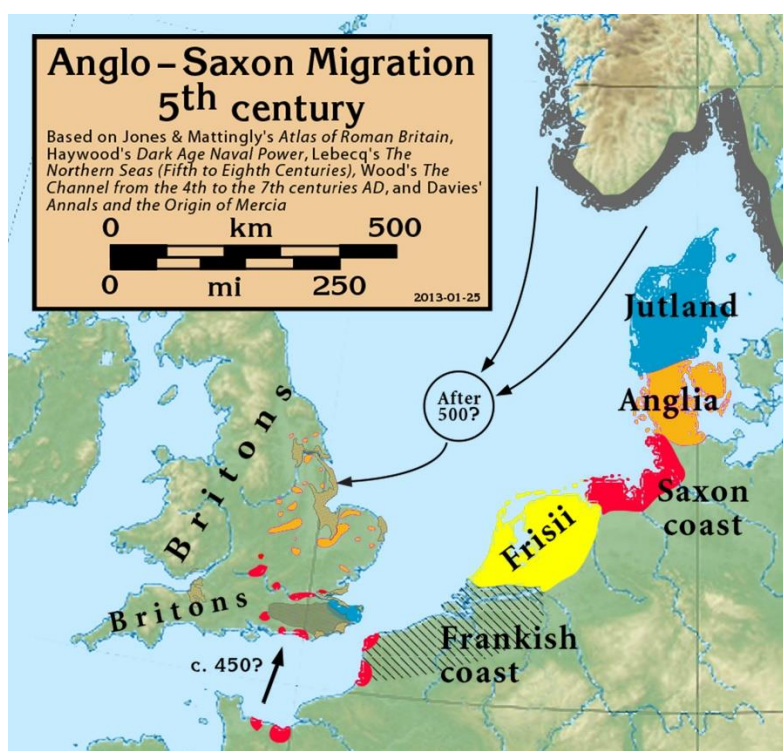 Anglo – Saxon Migration
5th century
Based on Jones & Mattingly's Atlas of Roman Britain,
Haywood's Dark Age Naval Power, Lebecq's The
Northern Seas (Fifth to Eighth Centuries), Wood's The
Channel from the 4th to the 7th centuries AD, and Davies'
Annals and the Origin of Mercia
0 km 500
0 mi 250
2013-01-25
Jutland
After
500?
Anglia
Britons
Saxon
coast
Frisii
Britons
Frankish
coast
c. 450?